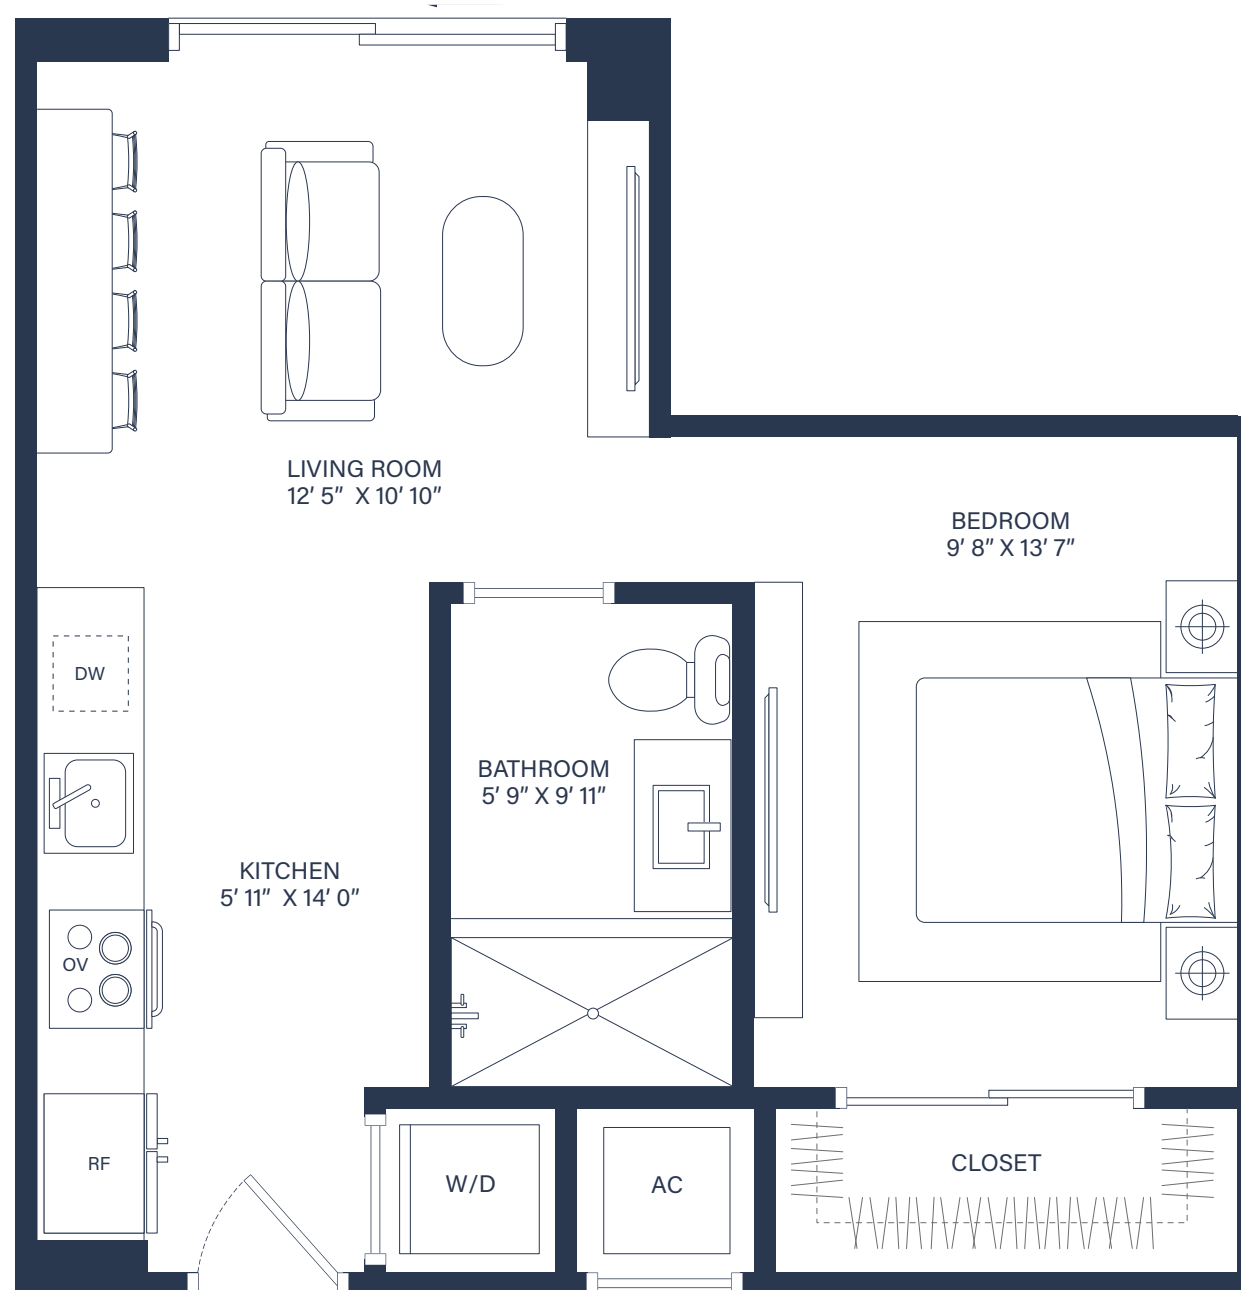 LIVING ROOM
12′ 5″ X 10′ 10″
BEDROOM
9′ 8″ X 13′ 7″
DW
BATHROOM
5′ 9″ X 9′ 11″
KITCHEN
5′ 11″ X 14′ 0″
OV
RF
W/D
AC
CLOSET